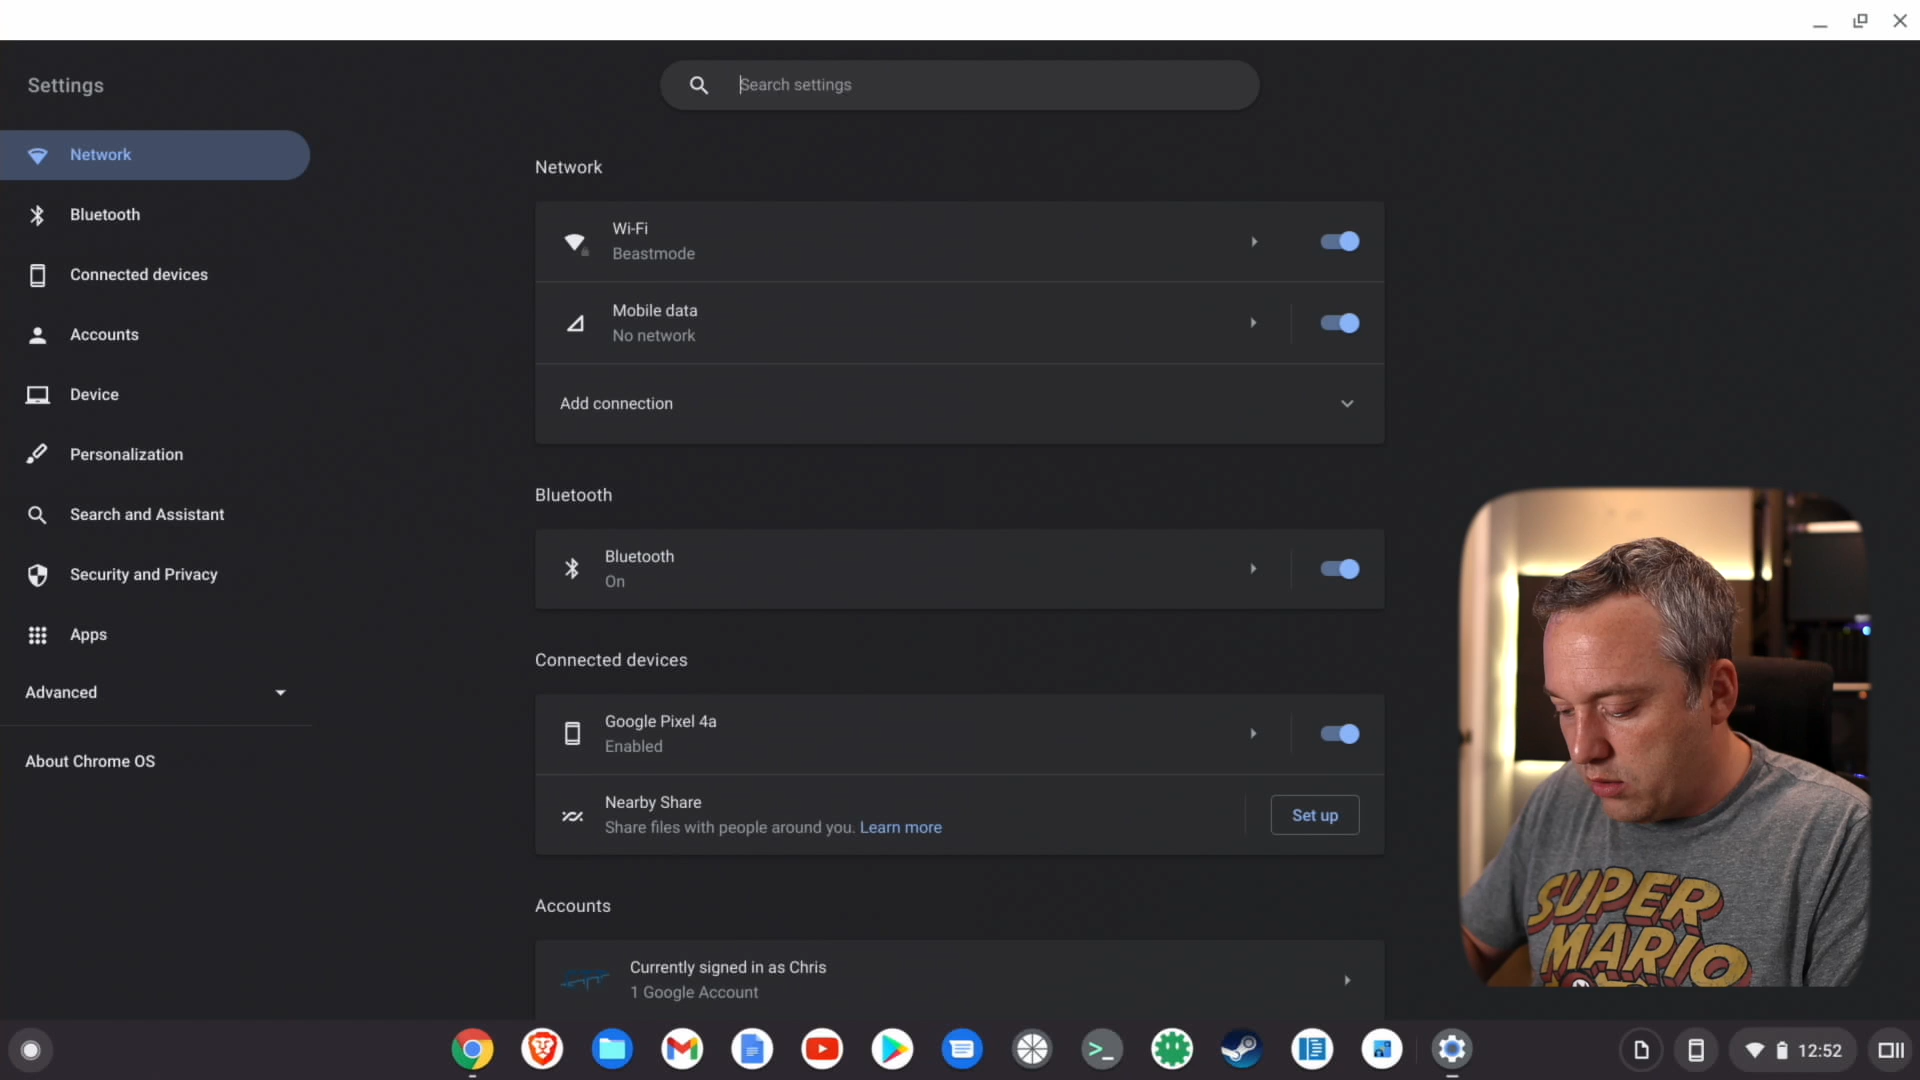 Settings
Search settings
Network
Bluetooth
Connected devices
Accounts
Device
Personalization
Search and Assistant
Security and Privacy
Apps
Advanced
About Chrome OS
Network
Wi-Fi
Beastmode
Mobile data
No network
Add connection
Bluetooth
Bluetooth
On
Connected devices
Google Pixel 4a
Enabled
Nearby Share
Share files with people around you. Learn more
Set up
Accounts
Currently signed in as Chris
1 Google Account
SUPER
MARIO
12:52